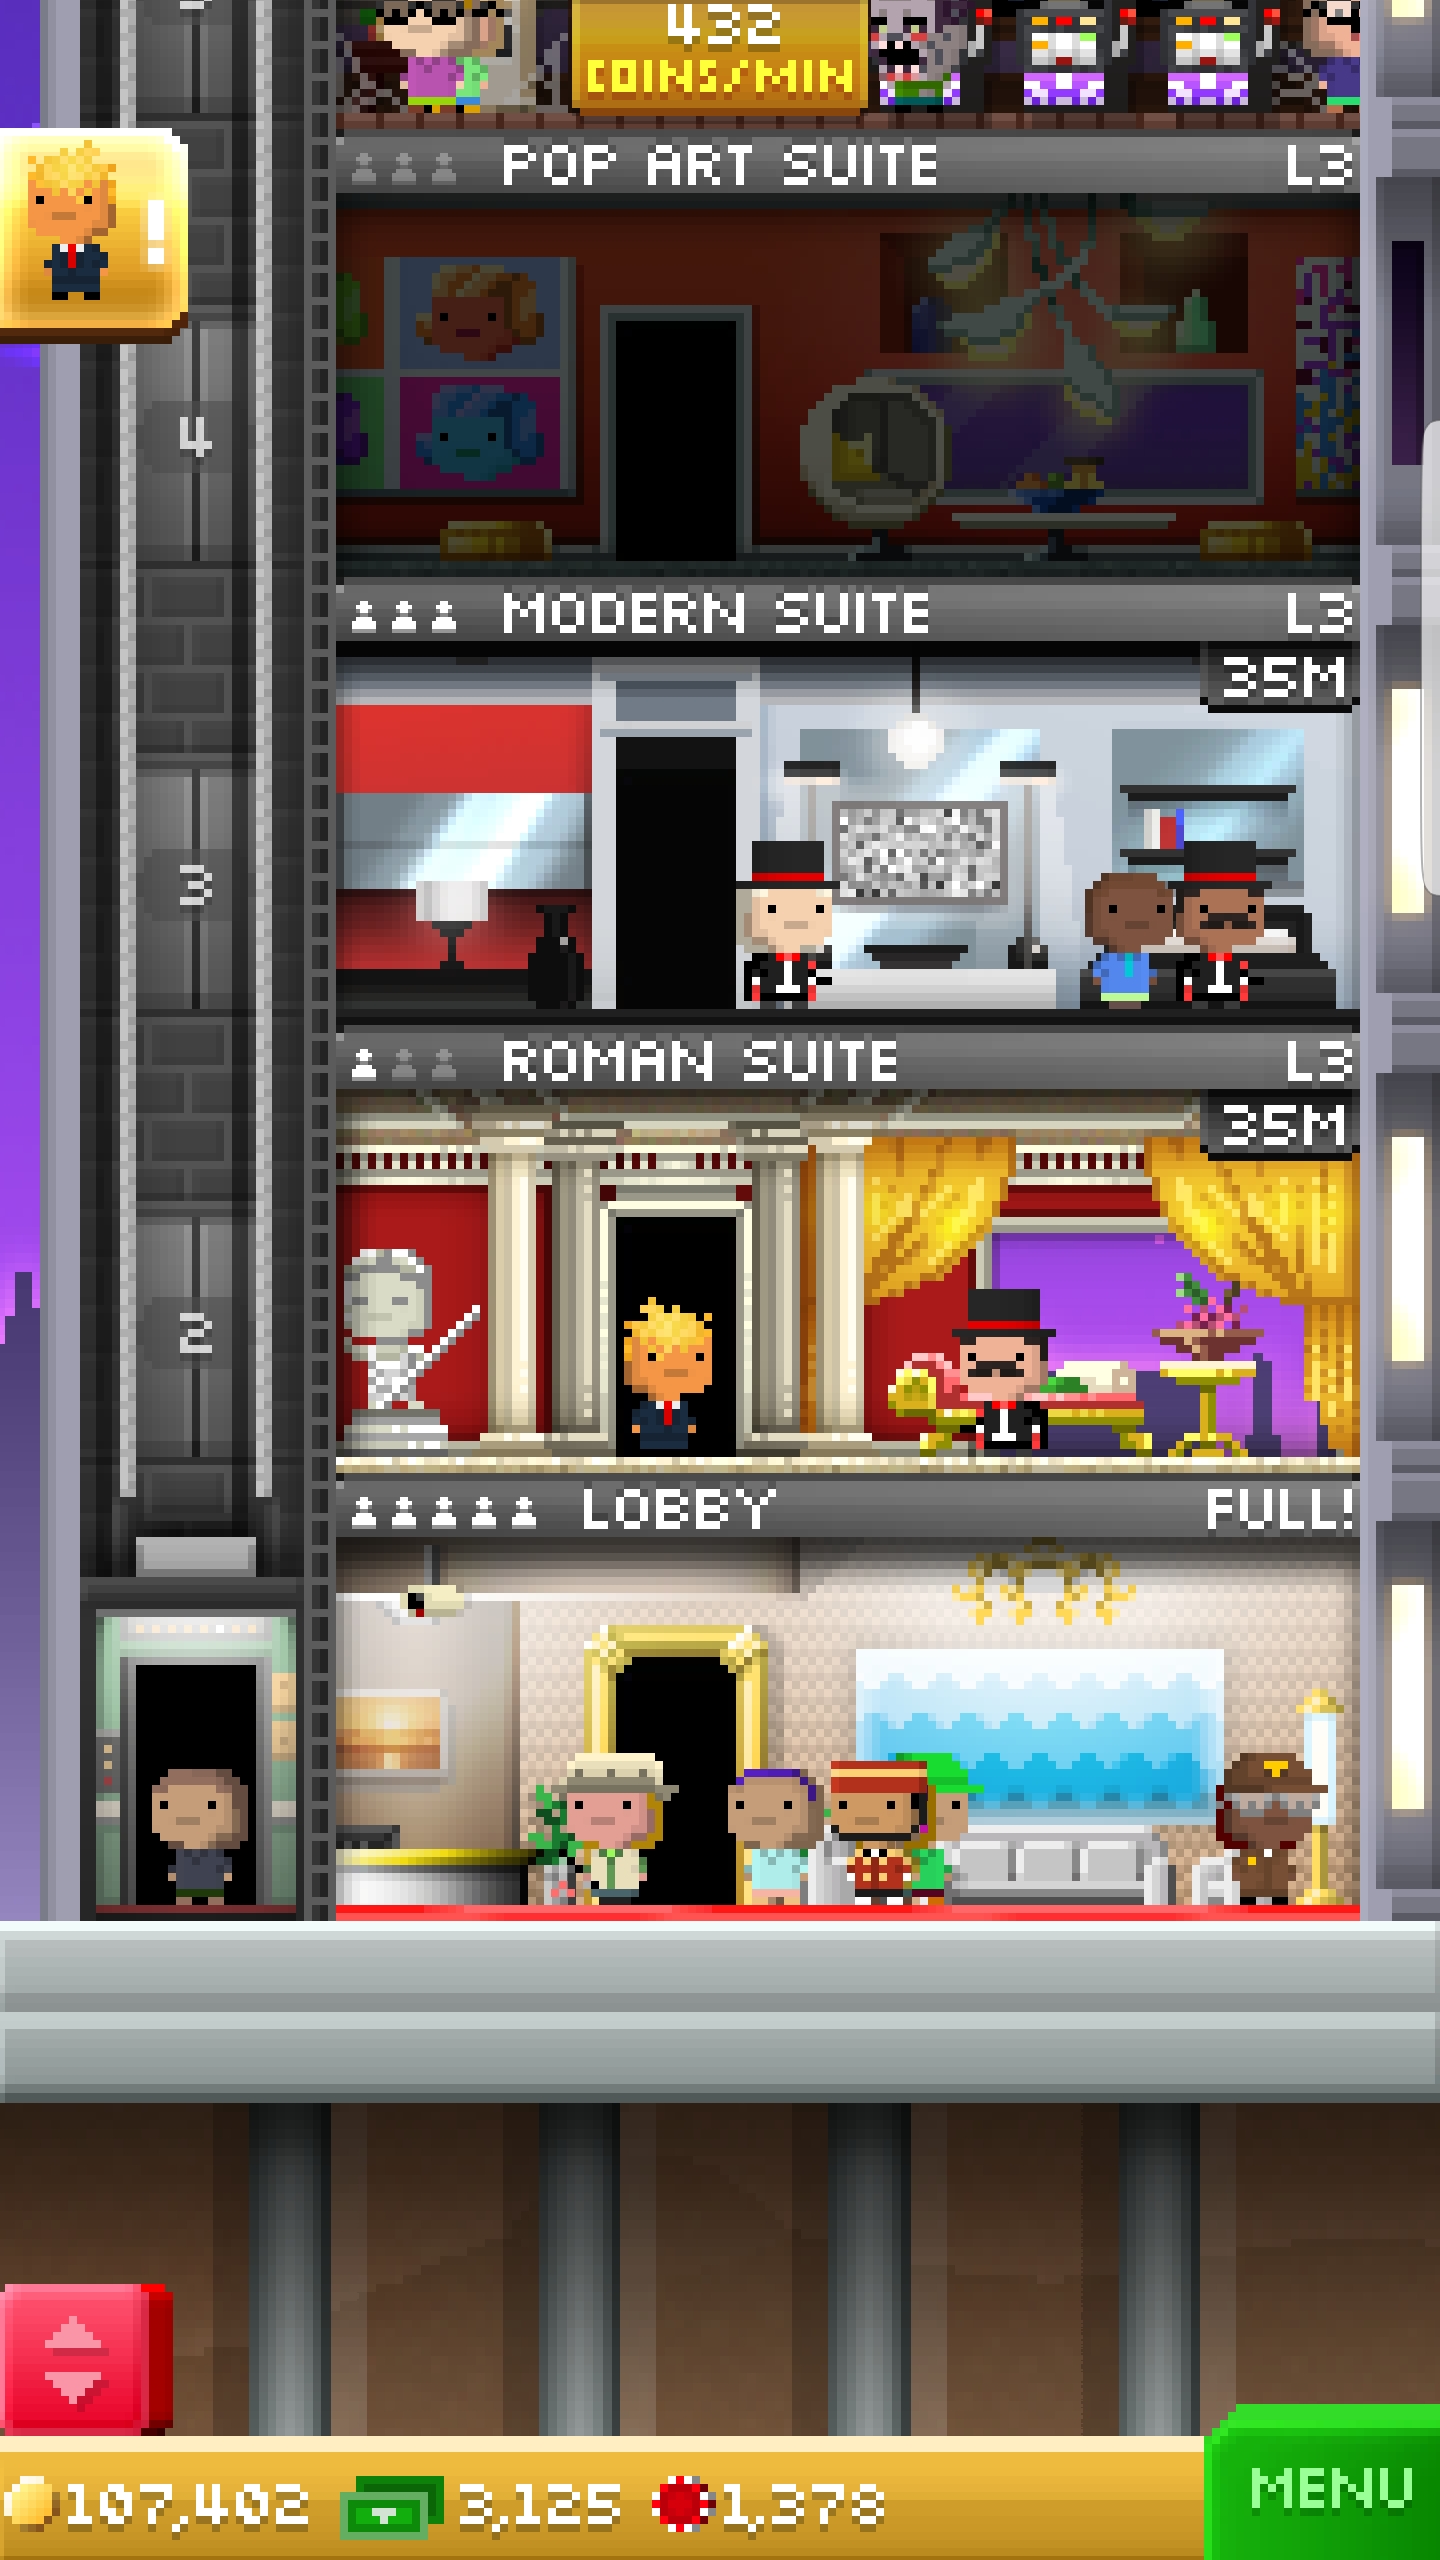 432
COINS/MIN
POP ART SUITE L3
!
4
MODERN SUITE L3
35M
3
ROMAN SUITE L3
35M
2
LOBBY FULL!
107,402 3,125 1,378
MENU